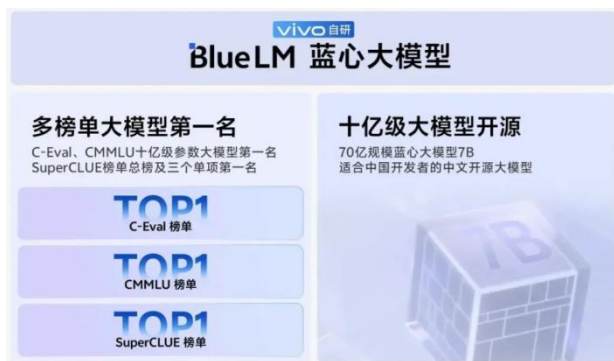 vivo自研
BlueLM 蓝心大模型
多榜单大模型第一名
C-Eval、CMMLU十亿级参数大模型第一名
SuperCLUE榜单总榜及三个单项第一名
TOP1
C-Eval 榜单
TOP1
CMMLU 榜单
TOP1
SuperCLUE 榜单
十亿级大模型开源
70亿规模蓝心大模型7B
适合中国开发者的中文开源大模型
7B